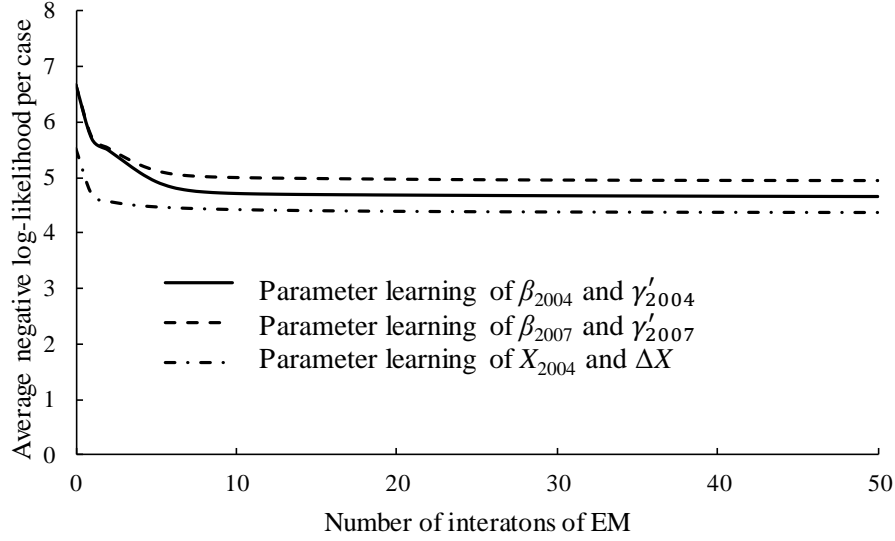 Average negative log-likelihood per case
8
7
6
5
4
3
2
1
0
Parameter learning of β2004 and γ′2004
Parameter learning of β2007 and γ′2007
Parameter learning of X2004 and ΔX
0 10 20 30 40 50
Number of interatons of EM